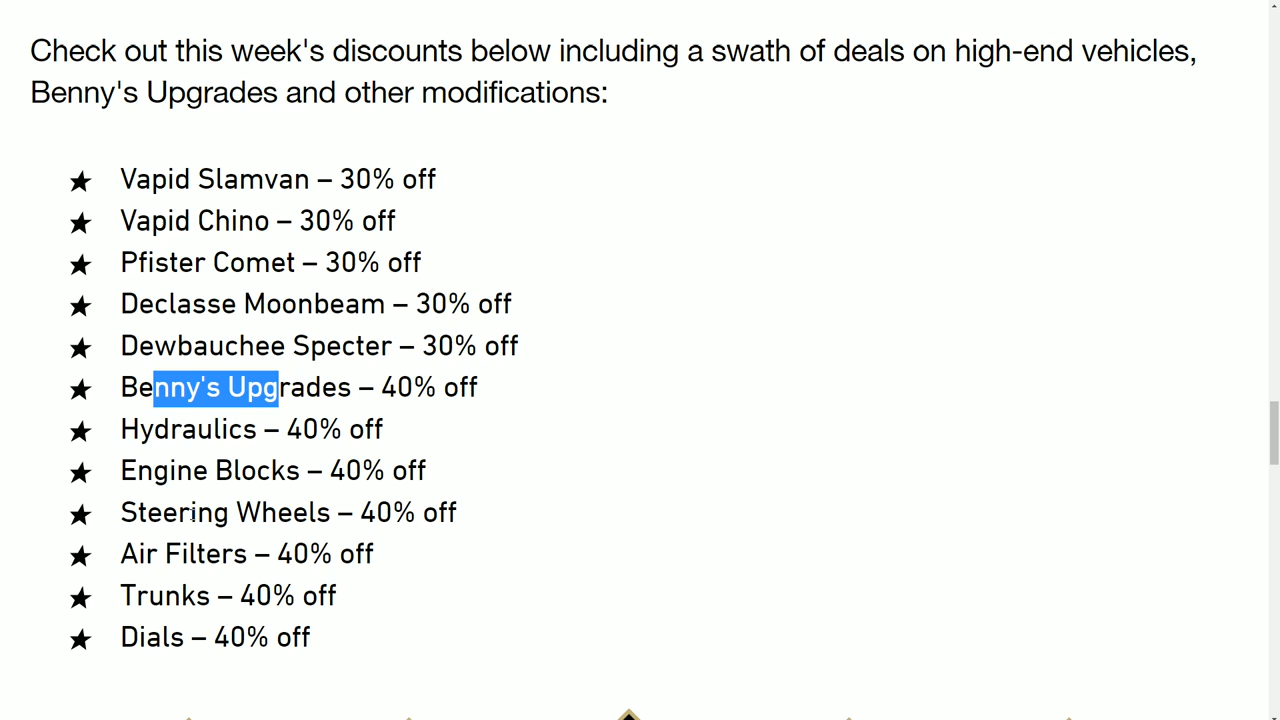 Check out this week's discounts below including a swath of deals on high-end vehicles,
Benny's Upgrades and other modifications:
★ Vapid Slamvan – 30% off
★ Vapid Chino – 30% off
★ Pfister Comet – 30% off
★ Declasse Moonbeam – 30% off
★ Dewbauchee Specter – 30% off
★ Benny's Upgrades – 40% off
★ Hydraulics – 40% off
★ Engine Blocks – 40% off
★ Steering Wheels – 40% off
★ Air Filters – 40% off
★ Trunks – 40% off
★ Dials – 40% off